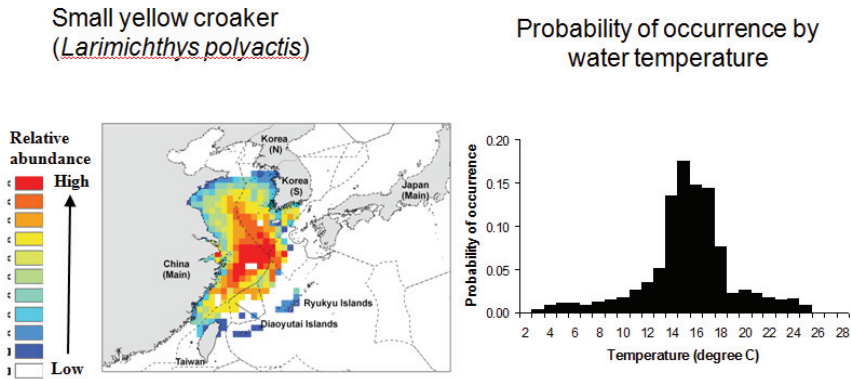 Small yellow croaker
(Larimichthys polyactis)
Probability of occurrence by
water temperature
Relative
abundance
High
Low
Korea
(N)
Korea
(S)
Japan
(Main)
China
(Main)
Ryukyu Islands
Diaoyutai Islands
Taiwan
Probability of occurrence
0.20
0.15
0.10
0.05
0.00
2 4 6 8 10 12 14 16 18 20 22 24 26 28
Temperature (degree C)